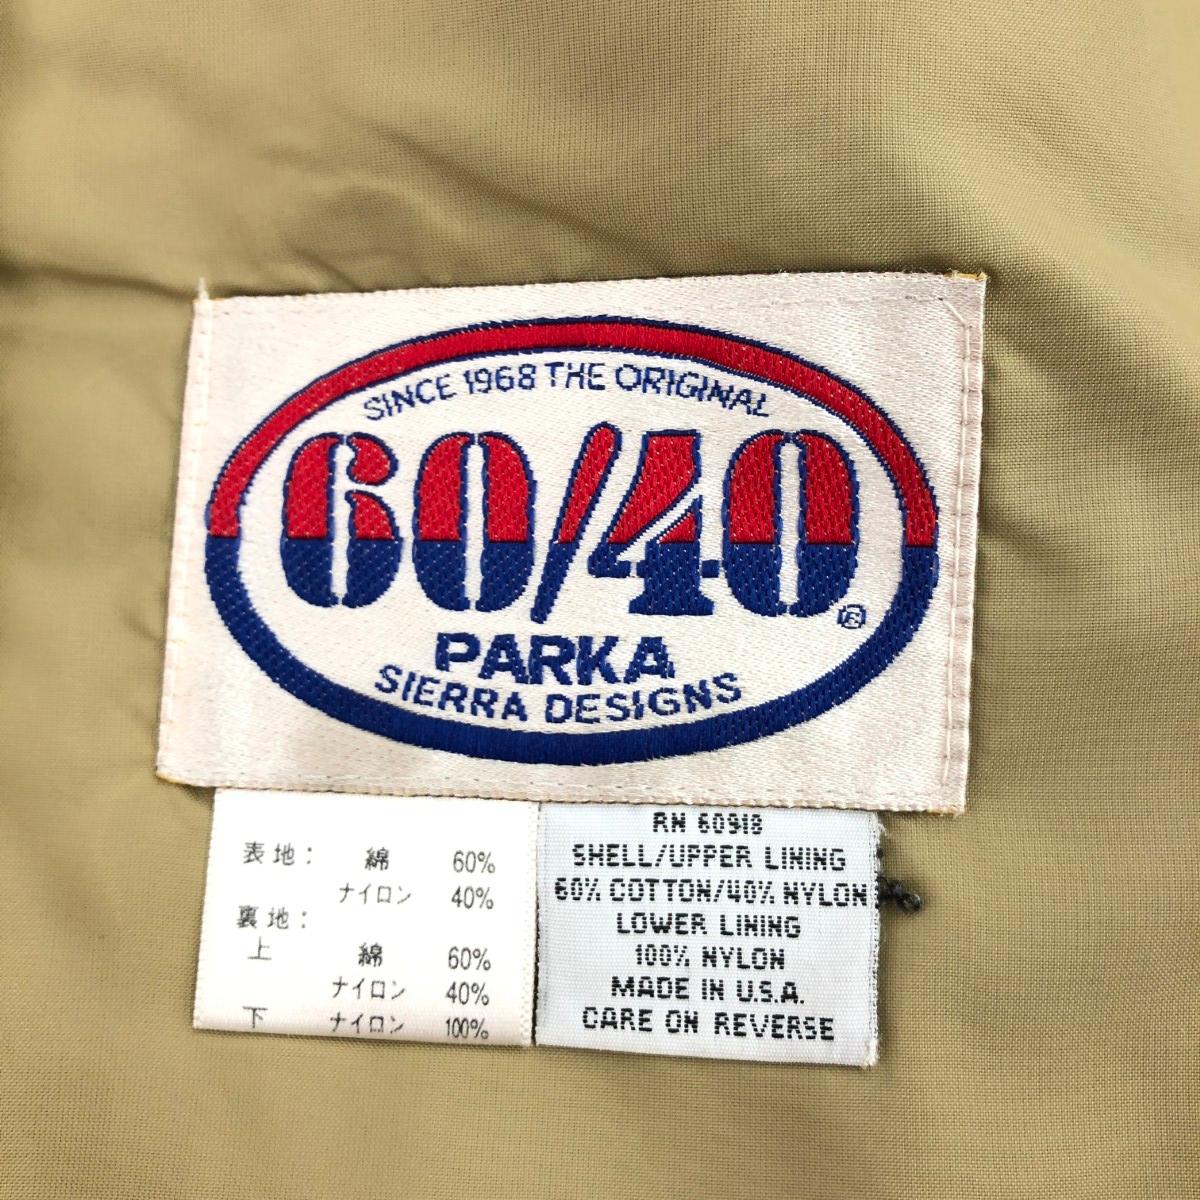 SINCE 1968 THE ORIGINAL
60/40®
PARKA
SIERRA DESIGNS
表地: 綿 60%
ナイロン 40%
裏地:
上 綿 60%
ナイロン 40%
下 ナイロン 100%
RN 60918
SHELL/UPPER LINING
60% COTTON/40% NYLON
LOWER LINING
100% NYLON
MADE IN U.S.A.
CARE ON REVERSE